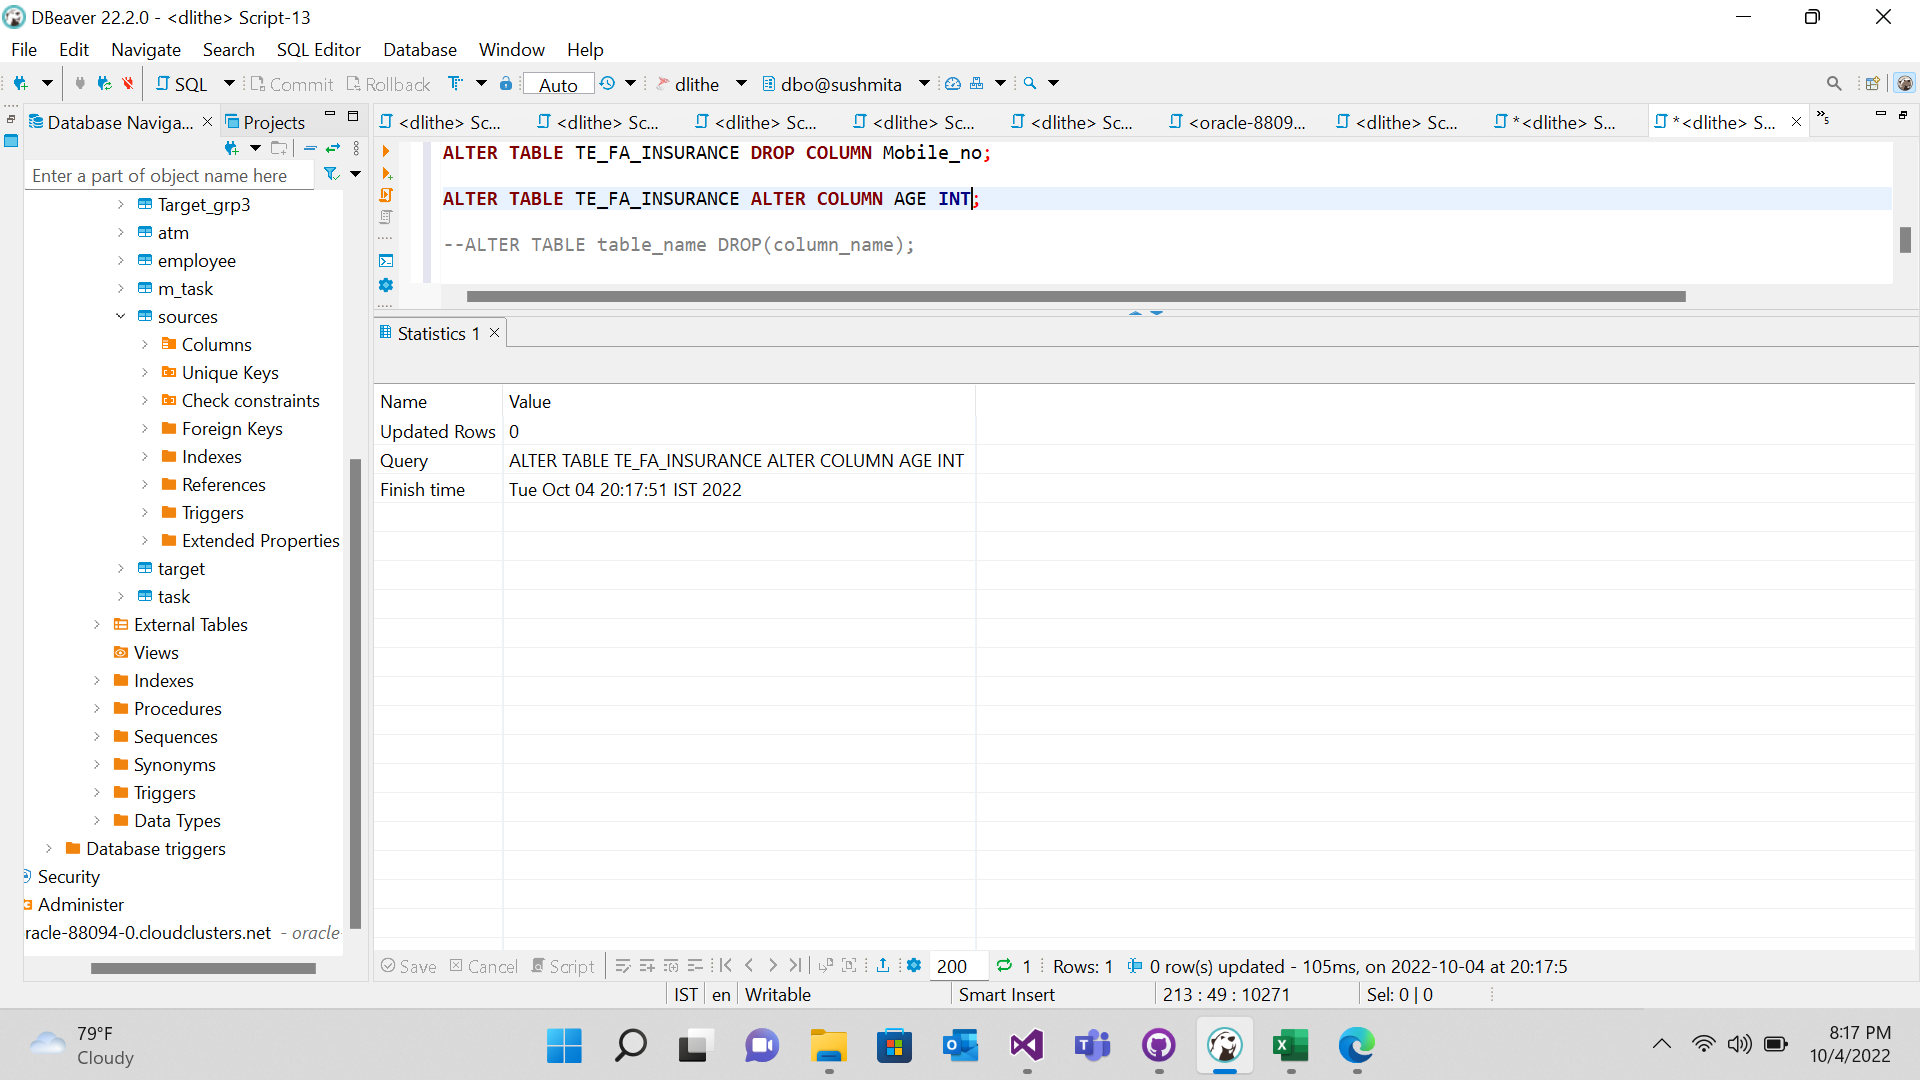 DBeaver 22.2.0 - <dlithe> Script-13
File Edit Navigate Search SQL Editor Database Window Help
SQL Commit Rollback Auto dlithe dbo@sushmita
Database Naviga... Projects
<dlithe> Sc... <dlithe> Sc... <dlithe> Sc... <dlithe> Sc... <dlithe> Sc... <oracle-8809... <dlithe> Sc... *<dlithe> S... *<dlithe> S... »5
Enter a part of object name here
Target_grp3
atm
employee
m_task
sources
Columns
Unique Keys
Check constraints
Foreign Keys
Indexes
References
Triggers
Extended Properties
target
task
External Tables
Views
Indexes
Procedures
Sequences
Synonyms
Triggers
Data Types
Database triggers
Security
Administer
racle-88094-0.cloudclusters.net - oracle
ALTER TABLE TE_FA_INSURANCE DROP COLUMN Mobile_no;
ALTER TABLE TE_FA_INSURANCE ALTER COLUMN AGE INT;
--ALTER TABLE table_name DROP(column_name);
Statistics 1
Name Value
Updated Rows 0
Query ALTER TABLE TE_FA_INSURANCE ALTER COLUMN AGE INT
Finish time Tue Oct 04 20:17:51 IST 2022
Save Cancel Script 200 1 Rows: 1 0 row(s) updated - 105ms, on 2022-10-04 at 20:17:5
IST en Writable Smart Insert 213 : 49 : 10271 Sel: 0 | 0
79°F
Cloudy
8:17 PM
10/4/2022